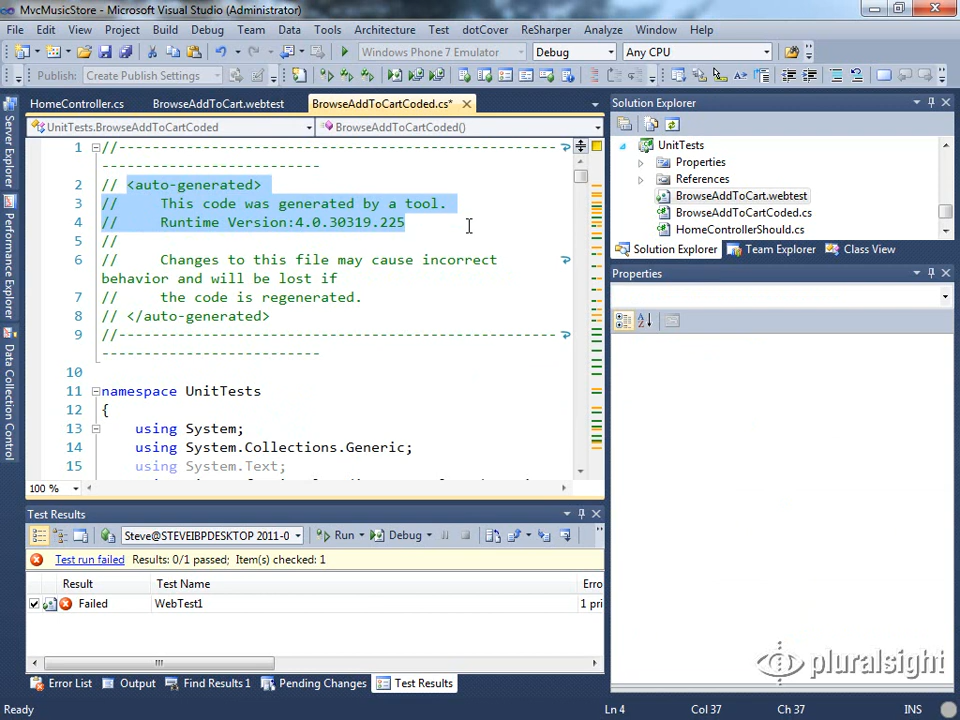 MvcMusicStore - Microsoft Visual Studio (Administrator)
File Edit View Project Build Debug Team Data Tools Architecture Test dotCover ReSharper Analyze Window Help
Windows Phone 7 Emulator Debug Any CPU
Publish: Create Publish Settings
HomeController.cs BrowseAddToCart.webtest BrowseAddToCartCoded.cs*
UnitTests.BrowseAddToCartCoded BrowseAddToCartCoded()
Server Explorer
Performance Explorer
Data Collection Control
1 //----------------------------------------------------
--------------------------
2 // <auto-generated>
3 // This code was generated by a tool.
4 // Runtime Version:4.0.30319.225
5 //
6 // Changes to this file may cause incorrect
behavior and will be lost if
7 // the code is regenerated.
8 // </auto-generated>
9 //----------------------------------------------------
--------------------------
10
11 namespace UnitTests
12 {
13 using System;
14 using System.Collections.Generic;
15 using System.Text;
100 %
Solution Explorer
UnitTests
Properties
References
BrowseAddToCart.webtest
BrowseAddToCartCoded.cs
HomeControllerShould.cs
Solution Explorer Team Explorer Class View
Properties
Test Results
Steve@STEVEIBPDESKTOP 2011-0 Run Debug
Test run failed Results: 0/1 passed; Item(s) checked: 1
Result Test Name Erro
Failed WebTest1 1 pri
Error List Output Find Results 1 Pending Changes Test Results
pluralsight
Ready Ln 4 Col 37 Ch 37 INS